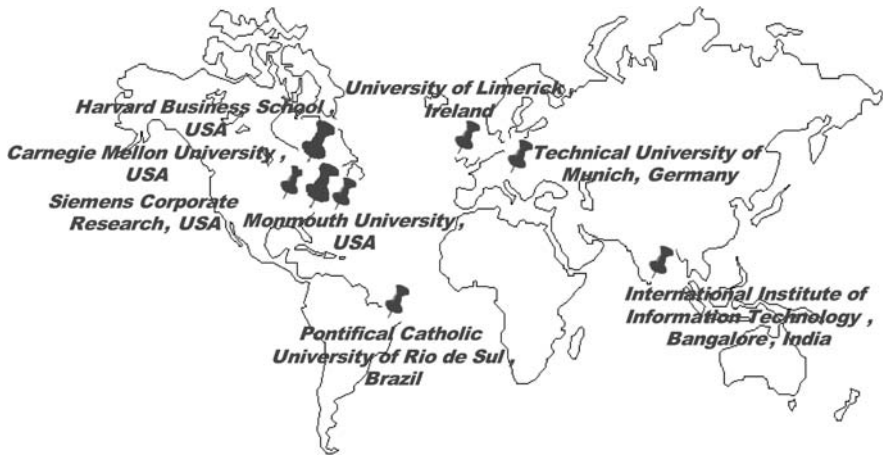 University of Limerick ,
Ireland
Harvard Business School ,
USA
Carnegie Mellon University ,
USA
Siemens Corporate
Research, USA
Monmouth University ,
USA
Technical University of
Munich, Germany
International Institute of
Information Technology ,
Bangalore , India
Pontifical Catholic
University of Rio de Sul ,
Brazil